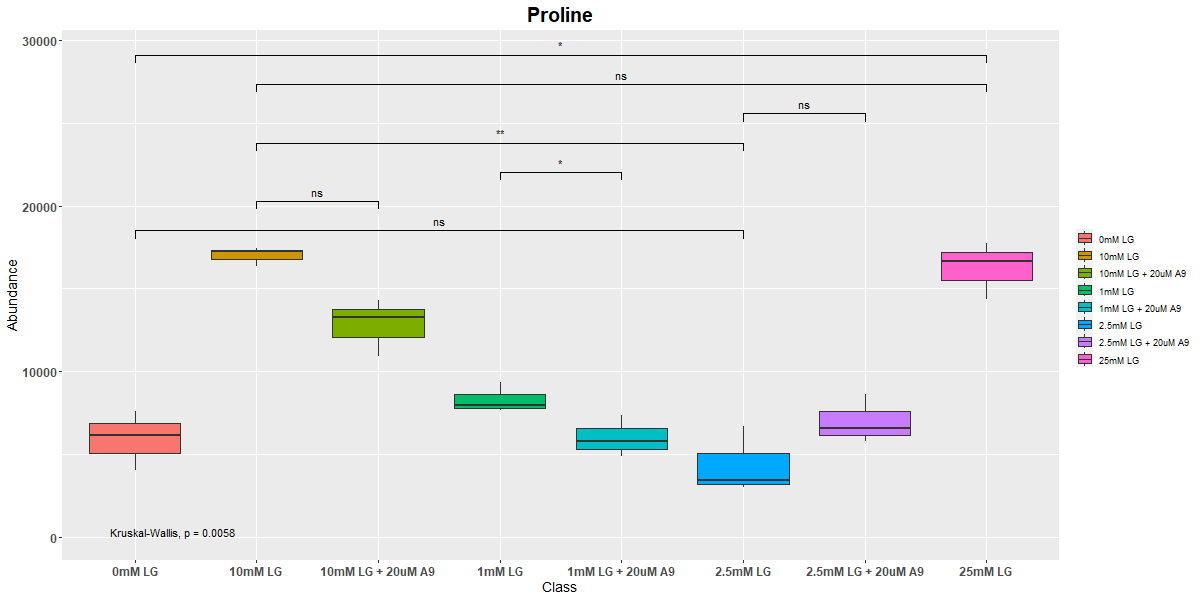 Proline
30000
20000
10000
0
Abundance
*
ns
ns
**
*
ns
ns
Kruskal-Wallis, p = 0.0058
0mM LG
10mM LG
10mM LG + 20uM A9
1mM LG
1mM LG + 20uM A9
2.5mM LG
2.5mM LG + 20uM A9
25mM LG
Class
0mM LG
10mM LG
10mM LG + 20uM A9
1mM LG
1mM LG + 20uM A9
2.5mM LG
2.5mM LG + 20uM A9
25mM LG